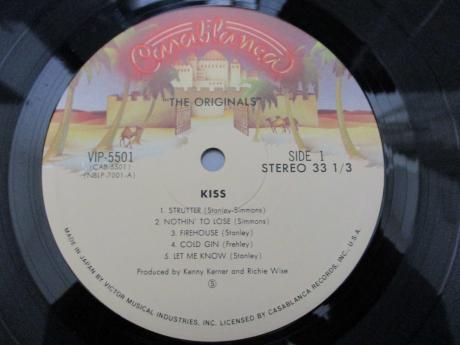 Casablanca
"THE ORIGINALS"
VIP-5501
(CAB-5501)
(NBLP-7001-A)
SIDE 1
STEREO 33 1/3
KISS
1. STRUTTER (Stanley-Simmons)
2. NOTHIN' TO LOSE (Simmons)
3. FIREHOUSE (Stanley)
4. COLD GIN (Frehley)
5. LET ME KNOW (Stanley)
Produced by Kenny Kerner and Richie Wise
Ⓢ
MADE IN JAPAN BY VICTOR MUSICAL INDUSTRIES, INC. LICENSED BY CASABLANCA RECORDS, INC., U.S.A.